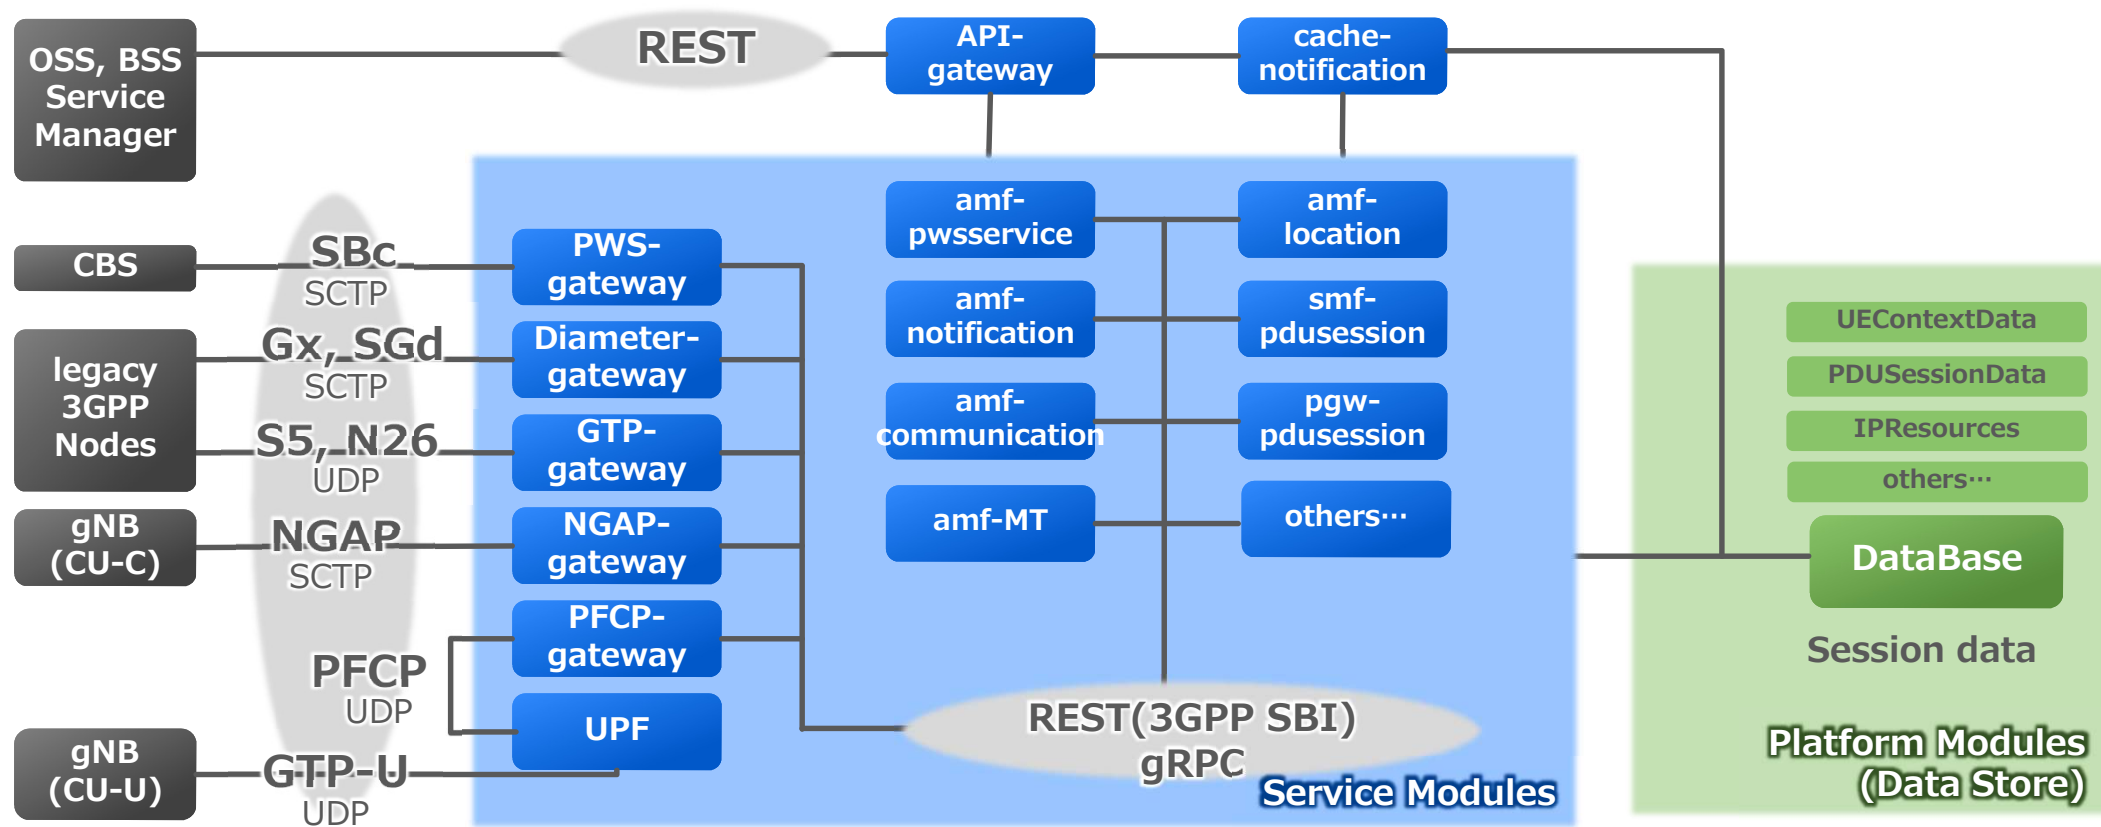 OSS, BSS
Service
Manager
REST
API-
gateway
cache-
notification
CBS
SBc
SCTP
PWS-
gateway
legacy
3GPP
Nodes
Gx, SGd
SCTP
Diameter-
gateway
S5, N26
UDP
GTP-
gateway
gNB
(CU-C)
NGAP
SCTP
NGAP-
gateway
PFCP
UDP
PFCP-
gateway
UPF
gNB
(CU-U)
GTP-U
UDP
amf-
pwsservice
amf-
location
amf-
notification
smf-
pdusession
amf-
communication
pgw-
pdusession
amf-MT
others…
REST(3GPP SBI)
gRPC
Service Modules
UEContextData
PDUSessionData
IPResources
others…
DataBase
Session data
Platform Modules
(Data Store)